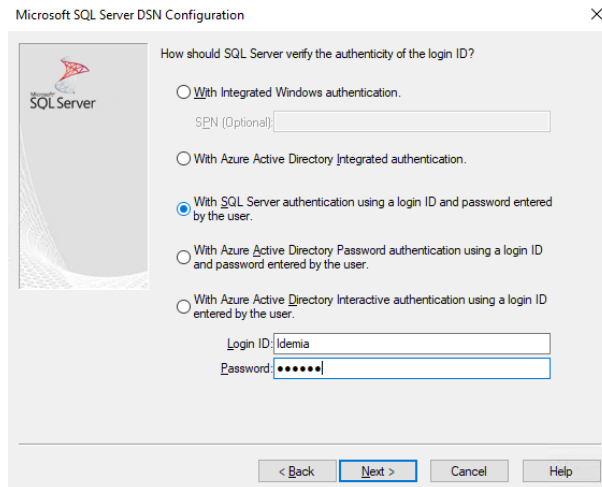 Microsoft SQL Server DSN Configuration
How should SQL Server verify the authenticity of the login ID?
Microsoft
SQL Server
With Integrated Windows authentication.
SPN (Optional):
With Azure Active Directory Integrated authentication.
With SQL Server authentication using a login ID and password entered
by the user.
With Azure Active Directory Password authentication using a login ID
and password entered by the user.
With Azure Active Directory Interactive authentication using a login ID
entered by the user.
Login ID: Idemia
Password: ●●●●●●
< Back Next > Cancel Help